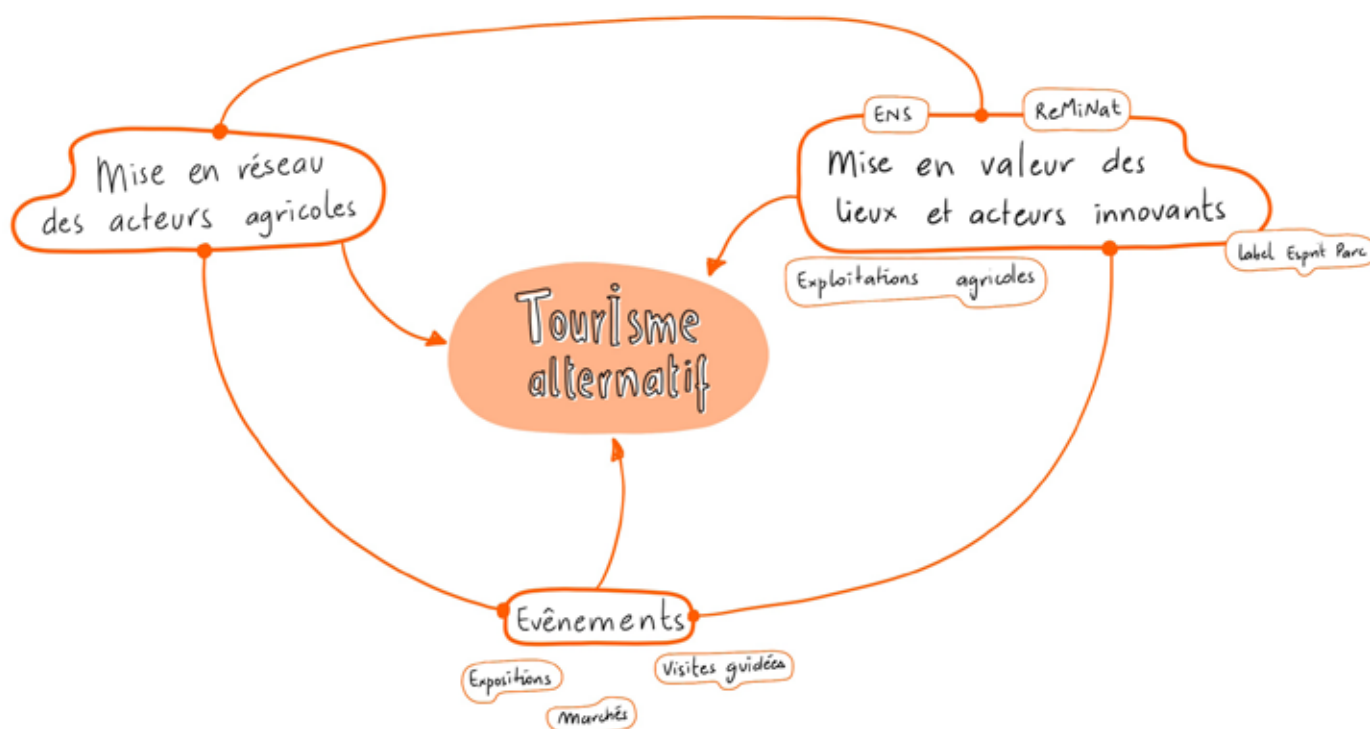 ENS
ReMiNat
Mise en réseau
des acteurs agricoles
Mise en valeur des
lieux et acteurs innovants
Label Esprit Parc
Exploitations agricoles
Tourisme
alternatif
Evênements
Expositions
Visites guidées
Marchés